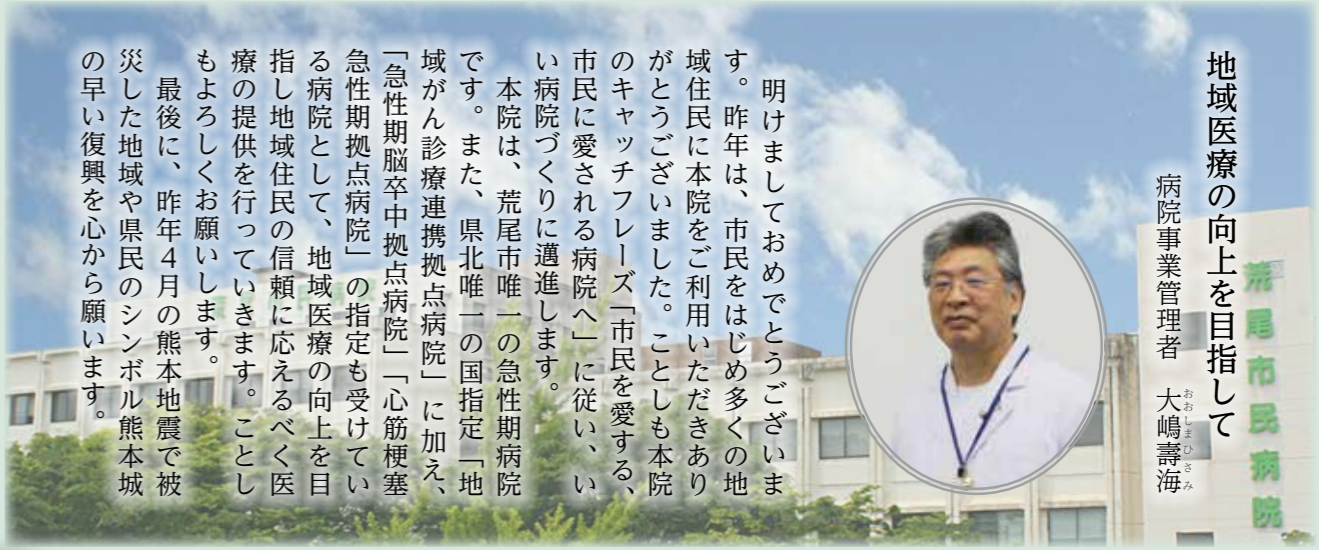 地域医療の向上を目指して
病院事業管理者　大嶋壽海
おおしまひさみ
荒尾市民病院
明けましておめでとうございま
す。昨年は、市民をはじめ多くの地
域住民に本院をご利用いただきあり
がとうございました。ことしも本院
のキャッチフレーズ「市民を愛する、
市民に愛される病院へ」に従い、い
い病院づくりに邁進します。
本院は、荒尾市唯一の急性期病院
です。また、県北唯一の国指定「地
域がん診療連携拠点病院」に加え、
「急性期脳卒中拠点病院」「心筋梗塞
急性期拠点病院」の指定も受けてい
る病院として、地域医療の向上を目
指し地域住民の信頼に応えるべく医
療の提供を行っていきます。ことし
もよろしくお願いします。
最後に、昨年４月の熊本地震で被
災した地域や県民のシンボル熊本城
の早い復興を心から願います。